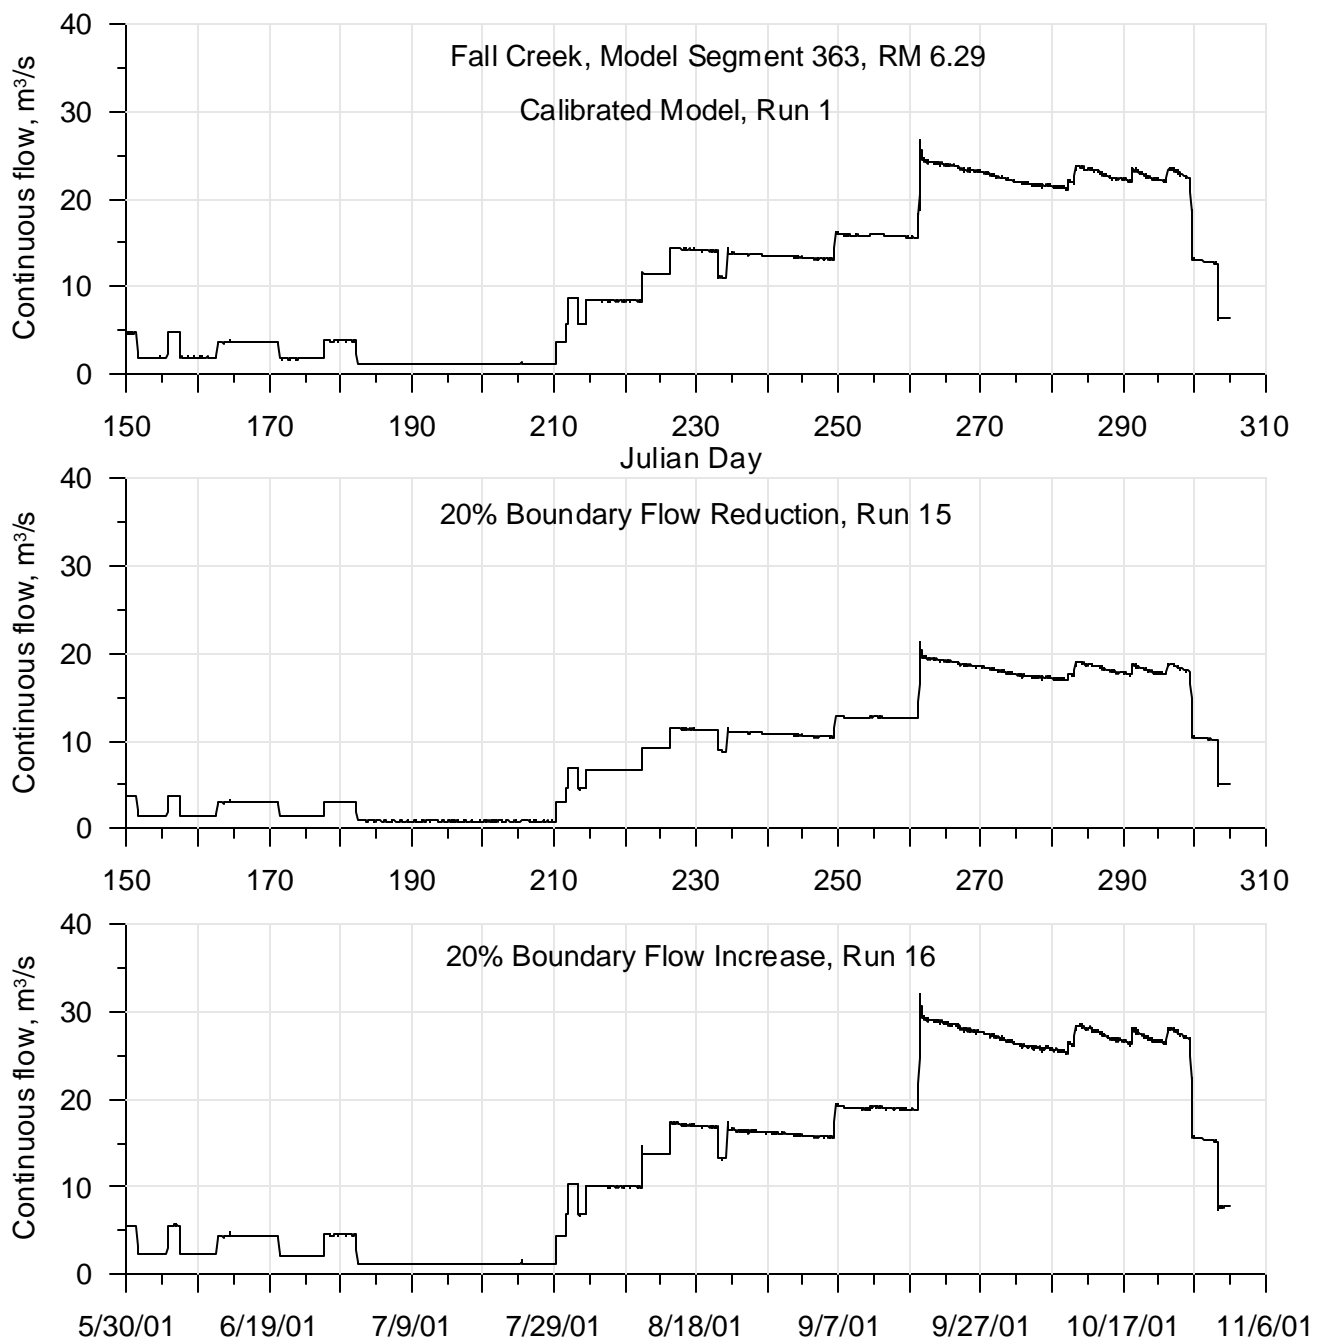 Fall Creek, Model Segment 363, RM 6.29
Calibrated Model, Run 1
Continuous flow, m³/s
40
30
20
10
0
150 170 190 210 230 250 270 290 310
Julian Day
20% Boundary Flow Reduction, Run 15
Continuous flow, m³/s
40
30
20
10
0
150 170 190 210 230 250 270 290 310
20% Boundary Flow Increase, Run 16
Continuous flow, m³/s
40
30
20
10
0
5/30/01 6/19/01 7/9/01 7/29/01 8/18/01 9/7/01 9/27/01 10/17/01 11/6/01